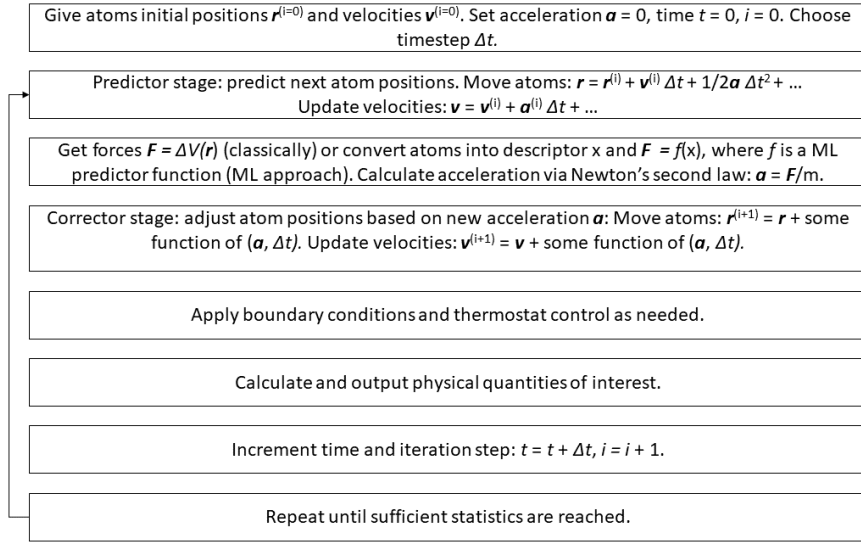 Give atoms initial positions r⁽ⁱ⁼⁰⁾ and velocities v⁽ⁱ⁼⁰⁾. Set acceleration a = 0, time t = 0, i = 0. Choose
timestep Δt.
Predictor stage: predict next atom positions. Move atoms: r = r⁽ⁱ⁾ + v⁽ⁱ⁾ Δt + 1/2a Δt² + ...
Update velocities: v = v⁽ⁱ⁾ + a⁽ⁱ⁾ Δt + ...
Get forces F = ΔV(r) (classically) or convert atoms into descriptor x and F = f(x), where f is a ML
predictor function (ML approach). Calculate acceleration via Newton's second law: a = F/m.
Corrector stage: adjust atom positions based on new acceleration a: Move atoms: r⁽ⁱ⁺¹⁾ = r + some
function of (a, Δt). Update velocities: v⁽ⁱ⁺¹⁾ = v + some function of (a, Δt).
Apply boundary conditions and thermostat control as needed.
Calculate and output physical quantities of interest.
Increment time and iteration step: t = t + Δt, i = i + 1.
Repeat until sufficient statistics are reached.